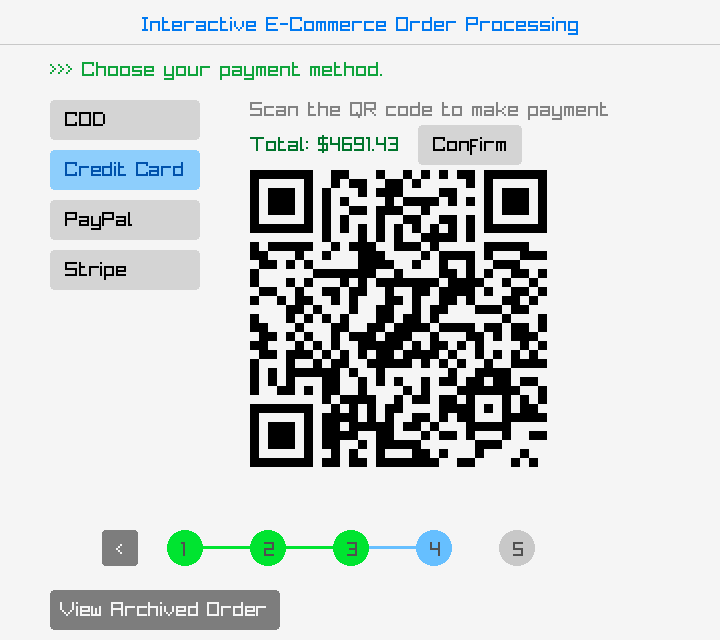 Interactive E-Commerce Order Processing
>>> Choose your payment method.
COD
Credit Card
PayPal
Stripe
Scan the QR code to make payment
Total: $4691.43
Confirm
< 1 2 3 4 5
View Archived Order